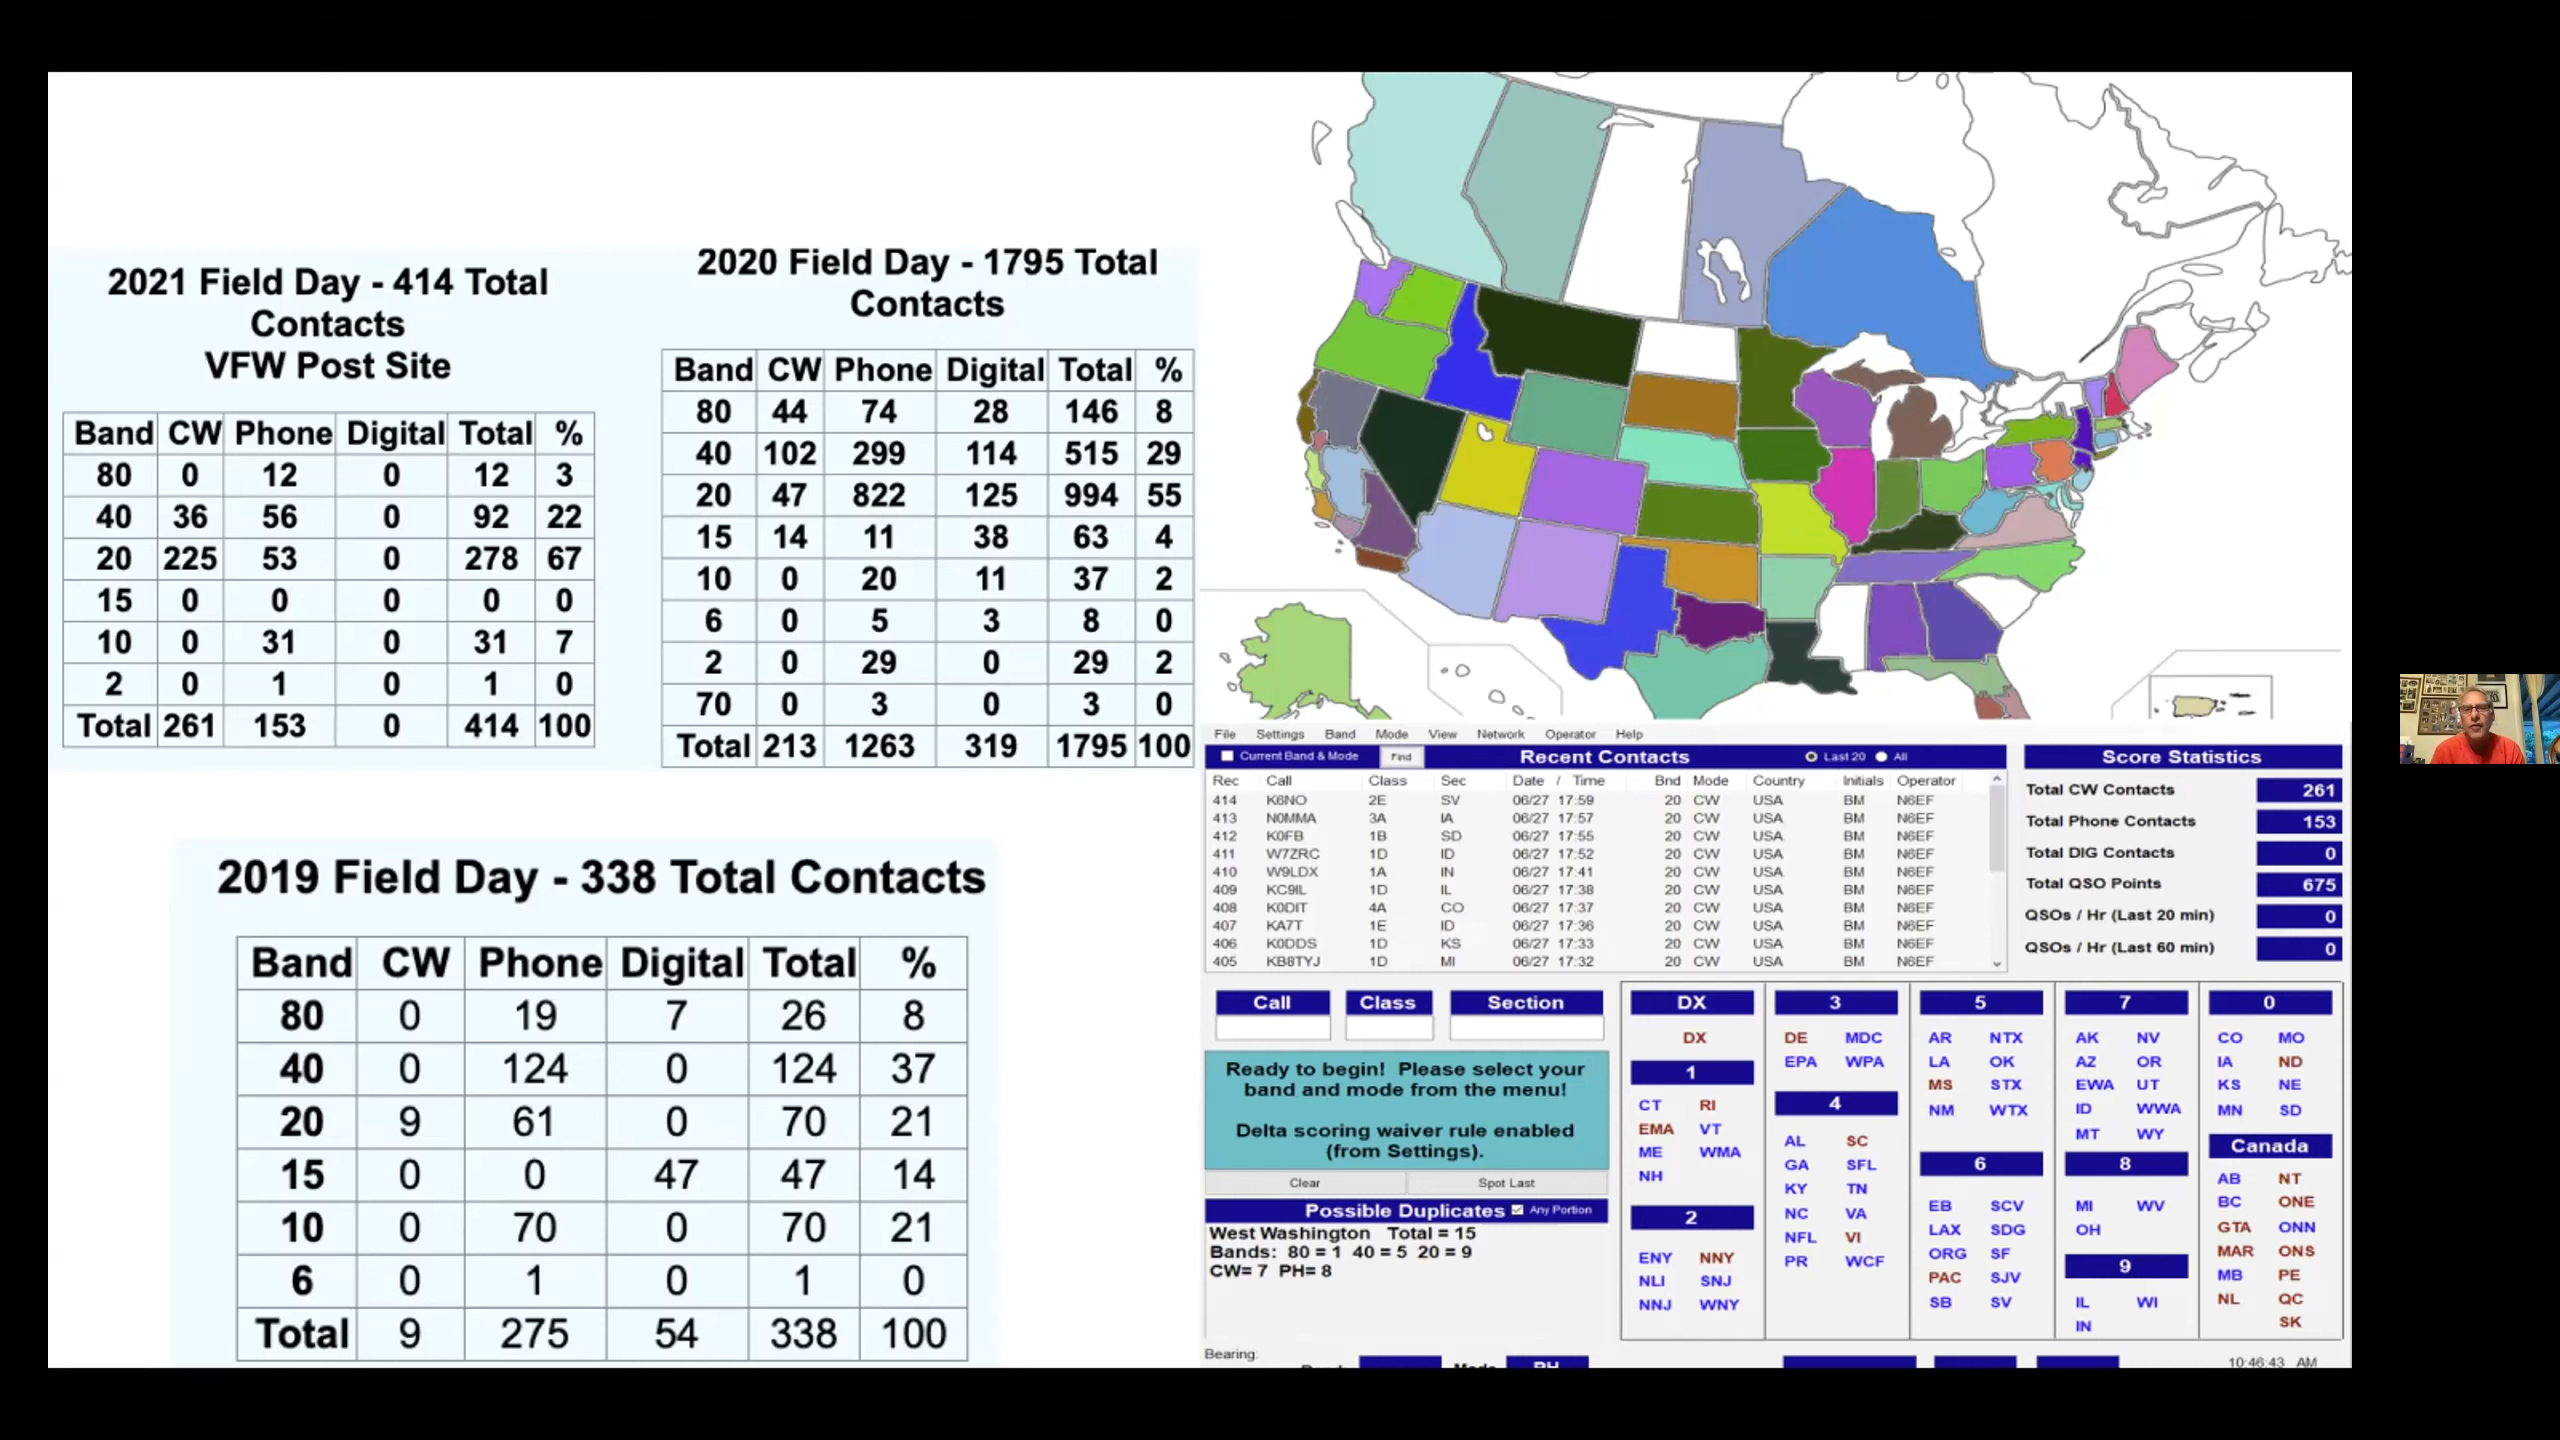 2021 Field Day - 414 Total
Contacts
VFW Post Site
Band CW Phone Digital Total %
80 0 12 0 12 3
40 36 56 0 92 22
20 225 53 0 278 67
15 0 0 0 0 0
10 0 31 0 31 7
2 0 1 0 1 0
Total 261 153 0 414 100
2020 Field Day - 1795 Total
Contacts
Band CW Phone Digital Total %
80 44 74 28 146 8
40 102 299 114 515 29
20 47 822 125 994 55
15 14 11 38 63 4
10 0 20 11 37 2
6 0 5 3 8 0
2 0 29 0 29 2
70 0 3 0 3 0
Total 213 1263 319 1795 100
2019 Field Day - 338 Total Contacts
Band CW Phone Digital Total %
80 0 19 7 26 8
40 0 124 0 124 37
20 9 61 0 70 21
15 0 0 47 47 14
10 0 70 0 70 21
6 0 1 0 1 0
Total 9 275 54 338 100
File Settings Band Mode View Network Operator Help
Current Band & Mode Find Recent Contacts Last 20 All
Rec Call Class Sec Date / Time Bnd Mode Country Initials Operator
414 K6NO 2E SV 06/27 17:59 20 CW USA BM N6EF
413 N0MMA 3A IA 06/27 17:57 20 CW USA BM N6EF
412 K0FB 1B SD 06/27 17:55 20 CW USA BM N6EF
411 W7ZRC 1D ID 06/27 17:52 20 CW USA BM N6EF
410 W9LDX 1A IN 06/27 17:41 20 CW USA BM N6EF
409 KC9IL 1D IL 06/27 17:38 20 CW USA BM N6EF
408 K0DIT 4A CO 06/27 17:37 20 CW USA BM N6EF
407 KA7T 1E ID 06/27 17:36 20 CW USA BM N6EF
406 K0DDS 1D KS 06/27 17:33 20 CW USA BM N6EF
405 KB8TYJ 1D MI 06/27 17:32 20 CW USA BM N6EF
Score Statistics
Total CW Contacts 261
Total Phone Contacts 153
Total DIG Contacts 0
Total QSO Points 675
QSOs / Hr (Last 20 min) 0
QSOs / Hr (Last 60 min) 0
Call Class Section
Ready to begin! Please select your
band and mode from the menu!
Delta scoring waiver rule enabled
(from Settings).
Clear Spot Last
Possible Duplicates Any Portion
West Washington Total = 15
Bands: 80 = 1 40 = 5 20 = 9
CW= 7 PH= 8
Bearing:
DX
DX
1
CT RI
EMA VT
ME WMA
NH
2
ENY NNY
NLI SNJ
NNJ WNY
3
DE MDC
EPA WPA
4
AL SC
GA SFL
KY TN
NC VA
NFL VI
PR WCF
5
AR NTX
LA OK
MS STX
NM WTX
6
EB SCV
LAX SDG
ORG SF
PAC SJV
SB SV
7
AK NV
AZ OR
EWA UT
ID WWA
MT WY
8
MI WV
OH
9
IL WI
IN
0
CO MO
IA ND
KS NE
MN SD
Canada
AB NT
BC ONE
GTA ONN
MAR ONS
MB PE
NL QC
SK
10:46:43 AM